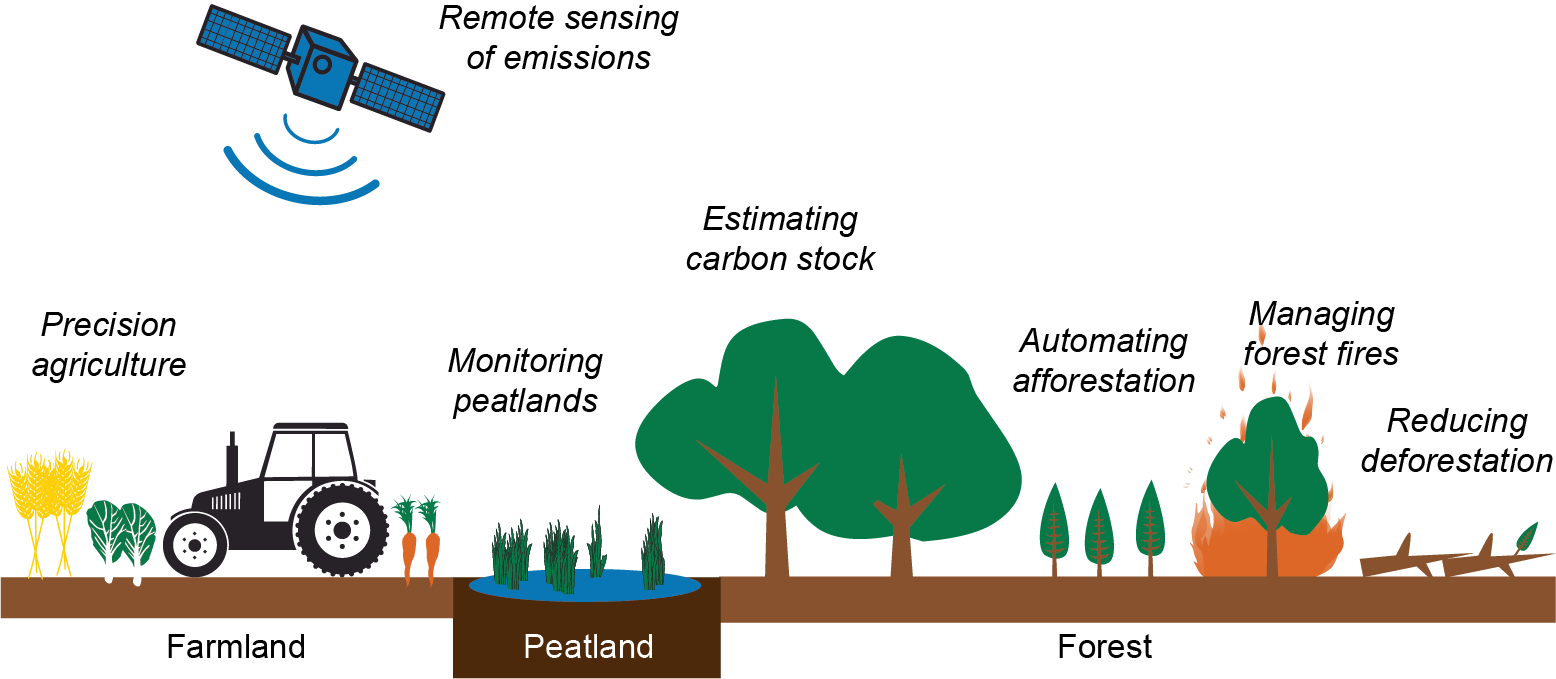 Remote sensing
of emissions
Estimating
carbon stock
Precision
agriculture
Monitoring
peatlands
Automating
afforestation
Managing
forest fires
Reducing
deforestation
Farmland
Peatland
Forest